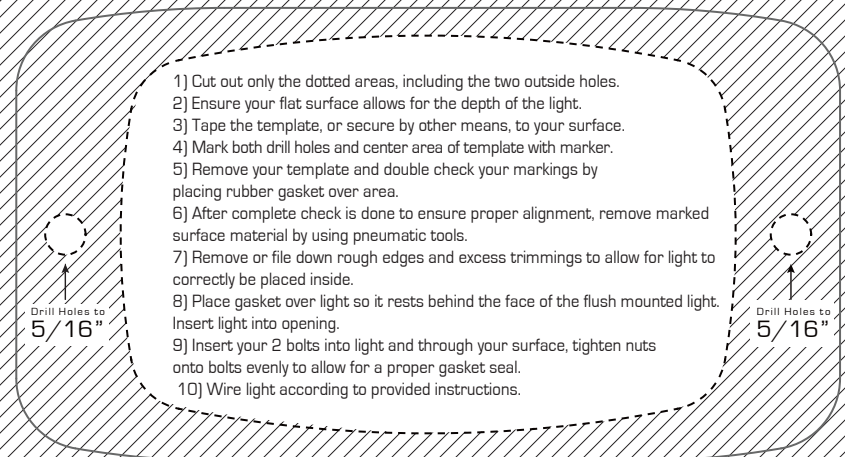 1) Cut out only the dotted areas, including the two outside holes.
2) Ensure your flat surface allows for the depth of the light.
3) Tape the template, or secure by other means, to your surface.
4) Mark both drill holes and center area of template with marker.
5) Remove your template and double check your markings by
placing rubber gasket over area.
6) After complete check is done to ensure proper alignment, remove marked
surface material by using pneumatic tools.
7) Remove or file down rough edges and excess trimmings to allow for light to
correctly be placed inside.
8) Place gasket over light so it rests behind the face of the flush mounted light.
Insert light into opening.
9) Insert your 2 bolts into light and through your surface, tighten nuts
onto bolts evenly to allow for a proper gasket seal.
10) Wire light according to provided instructions.
Drill Holes to
5/16"
Drill Holes to
5/16"